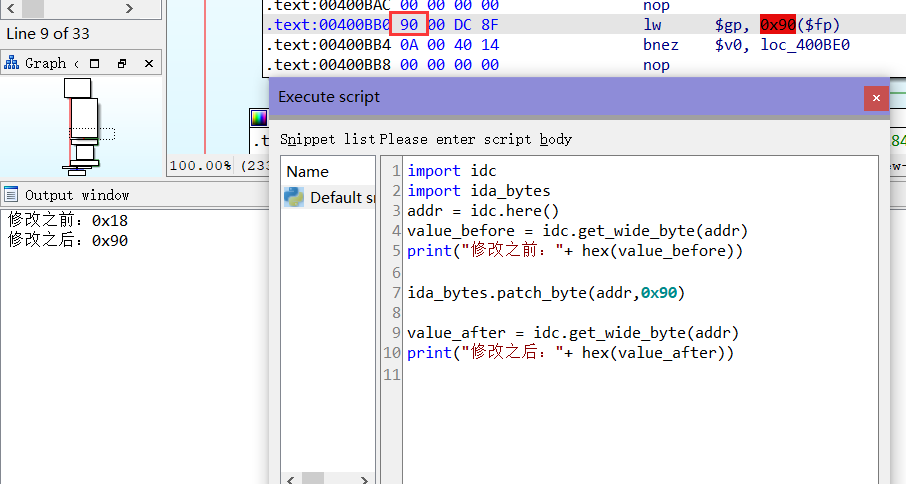 .text:00400BAC 00 00 00 00 nop
.text:00400BB0 90 00 DC 8F lw $gp, 0x90($fp)
.text:00400BB4 0A 00 40 14 bnez $v0, loc_400BE0
.text:00400BB8 00 00 00 00 nop
Line 9 of 33
Graph
100.00% (233
Output window
修改之前：0x18
修改之后：0x90
Execute script
Snippet list Please enter script body
Name
Default sn
1 import idc
2 import ida_bytes
3 addr = idc.here()
4 value_before = idc.get_wide_byte(addr)
5 print("修改之前："+ hex(value_before))
6
7 ida_bytes.patch_byte(addr,0x90)
8
9 value_after = idc.get_wide_byte(addr)
10 print("修改之后："+ hex(value_after))
11